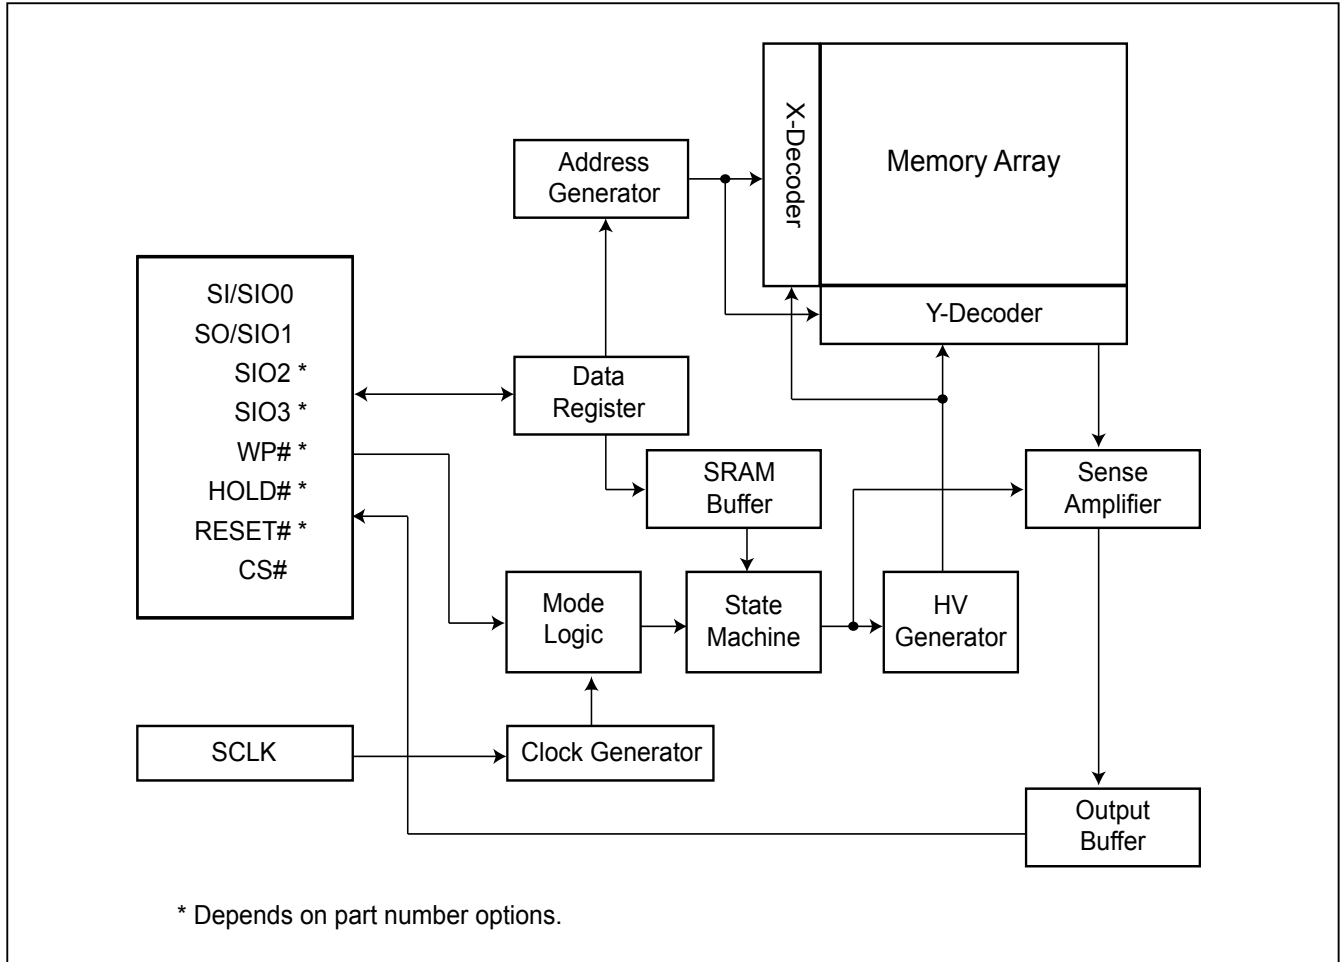 X-Decoder
Memory Array
Address
Generator
Y-Decoder
SI/SIO0
SO/SIO1
SIO2 *
SIO3 *
WP# *
HOLD# *
RESET# *
CS#
Data
Register
SRAM
Buffer
Sense
Amplifier
Mode
Logic
State
Machine
HV
Generator
SCLK
Clock Generator
Output
Buffer
* Depends on part number options.